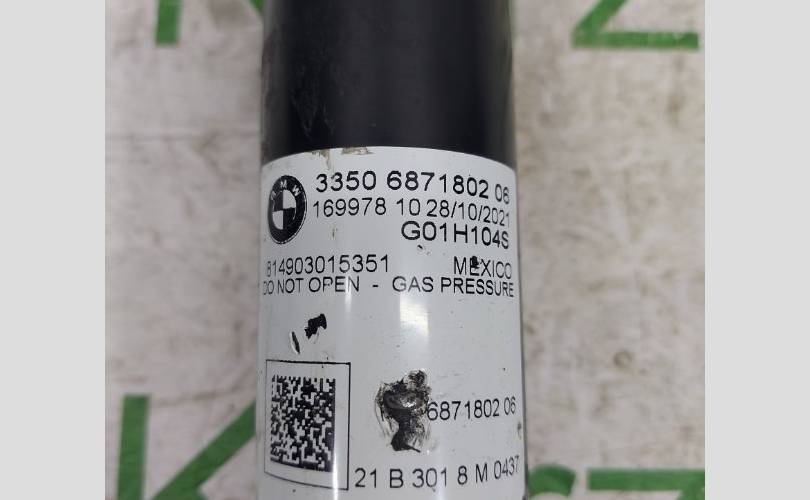 BMW
3350 6871802 06
169978 10 28/10/2021
G01H104S
814903015351 MEXICO
DO NOT OPEN - GAS PRESSURE
6871802 06
21 B 301 8 M 0437